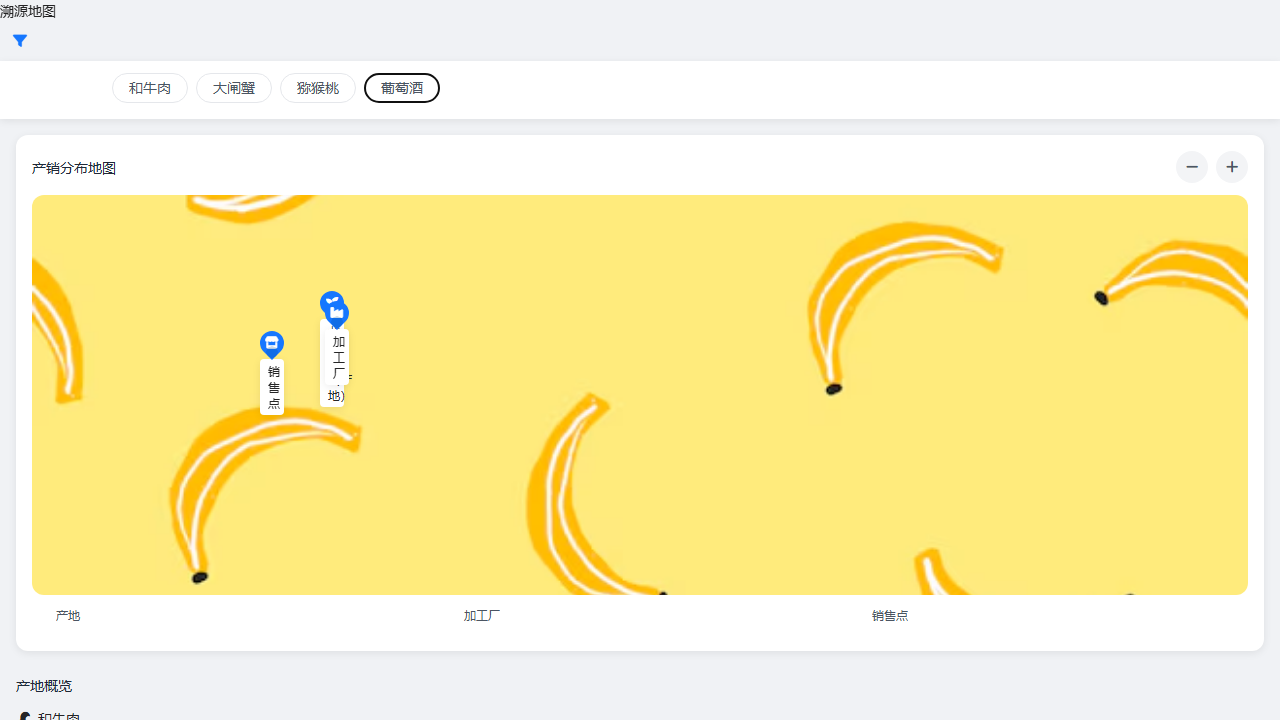 溯源地图
和牛肉
大闸蟹
猕猴桃
葡萄酒
产销分布地图
加
工
厂
地)
销
售
点
产地
加工厂
销售点
产地概览
和牛肉